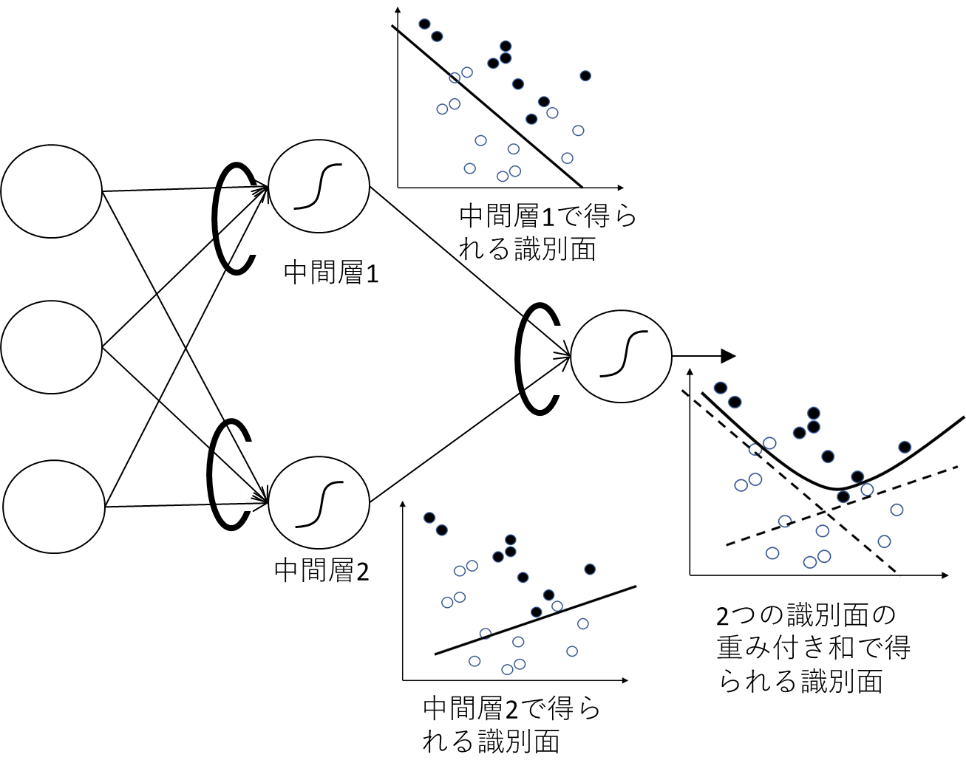 中間層1で得ら
れる識別面
中間層1
中間層2
2つの識別面の
重み付き和で得
られる識別面
中間層2で得ら
れる識別面